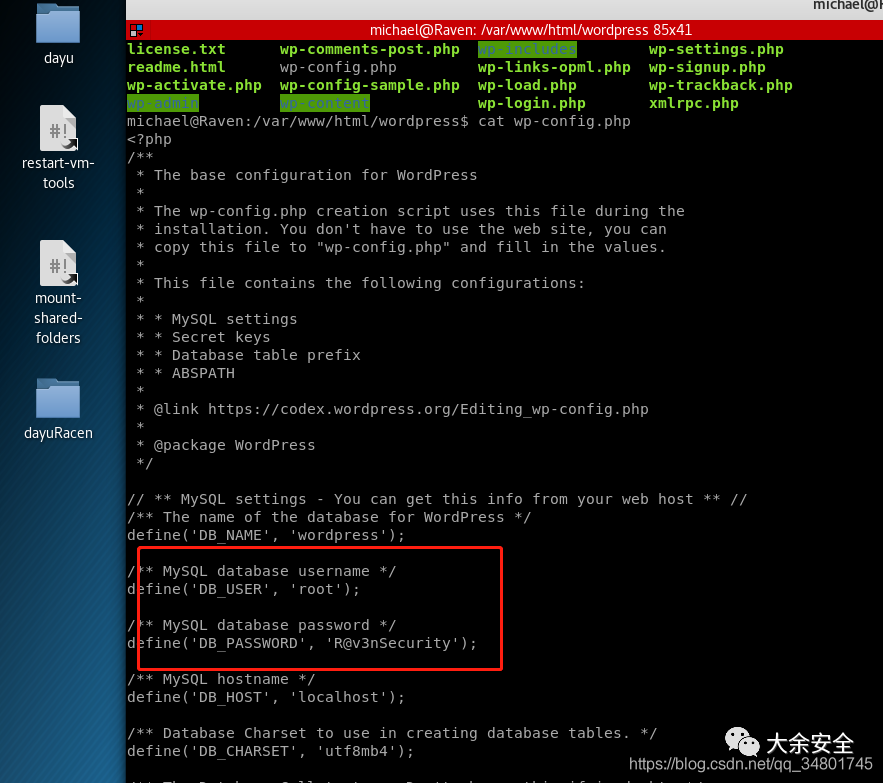 michael@R
dayu
restart-vm-
tools
mount-
shared-
folders
dayuRacen
michael@Raven: /var/www/html/wordpress 85x41
license.txt wp-comments-post.php wp-includes wp-settings.php
readme.html wp-config.php wp-links-opml.php wp-signup.php
wp-activate.php wp-config-sample.php wp-load.php wp-trackback.php
wp-admin wp-content wp-login.php xmlrpc.php
michael@Raven:/var/www/html/wordpress$ cat wp-config.php
<?php
/**
 * The base configuration for WordPress
 *
 * The wp-config.php creation script uses this file during the
 * installation. You don't have to use the web site, you can
 * copy this file to "wp-config.php" and fill in the values.
 *
 * This file contains the following configurations:
 *
 * * MySQL settings
 * * Secret keys
 * * Database table prefix
 * * ABSPATH
 *
 * @link https://codex.wordpress.org/Editing_wp-config.php
 *
 * @package WordPress
 */
// ** MySQL settings - You can get this info from your web host ** //
/** The name of the database for WordPress */
define('DB_NAME', 'wordpress');
/** MySQL database username */
define('DB_USER', 'root');
/** MySQL database password */
define('DB_PASSWORD', 'R@v3nSecurity');
/** MySQL hostname */
define('DB_HOST', 'localhost');
/** Database Charset to use in creating database tables. */
define('DB_CHARSET', 'utf8mb4');
大余安全
https://blog.csdn.net/qq_34801745